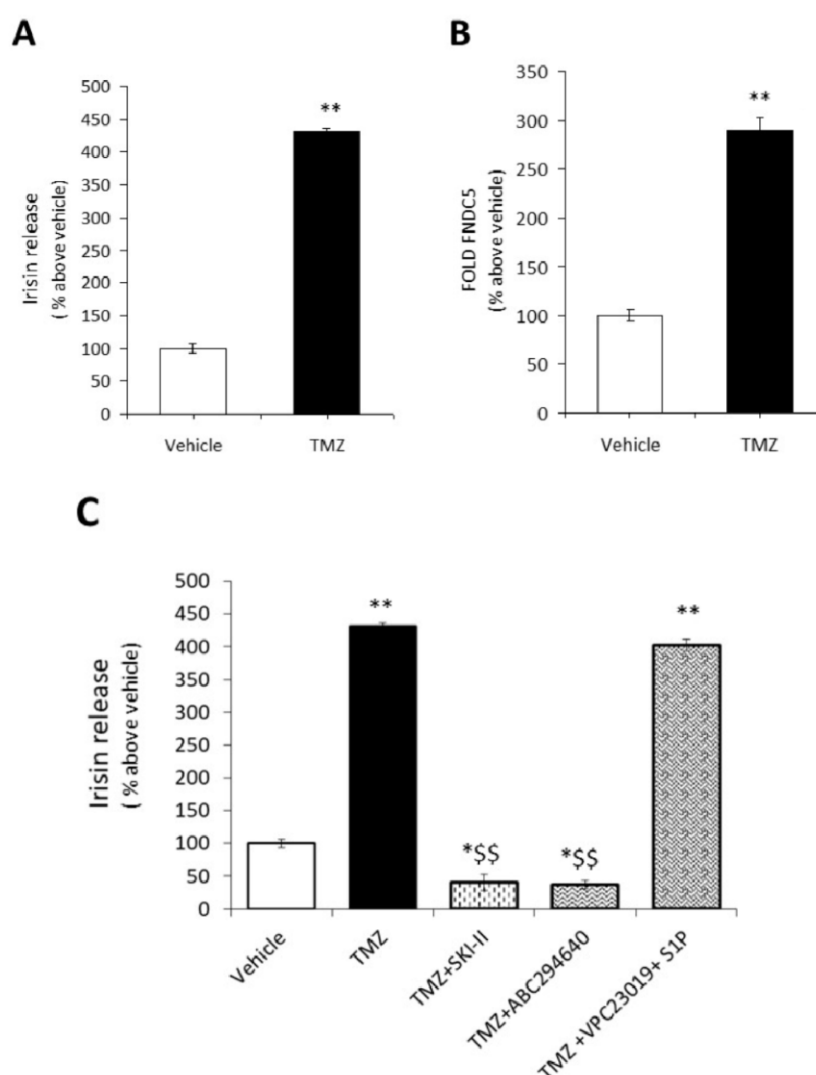 A
Irisin release
( % above vehicle)
500
450
400
350
300
250
200
150
100
50
0
**
Vehicle
TMZ
B
FOLD FNDC5
(% above vehicle)
350
300
250
200
150
100
50
0
**
Vehicle
TMZ
C
Irisin release
( % above vehicle)
500
450
400
350
300
250
200
150
100
50
0
**
*$$
*$$
**
Vehicle
TMZ
TMZ+SKI-II
TMZ+ABC294640
TMZ +VPC23019+ S1P